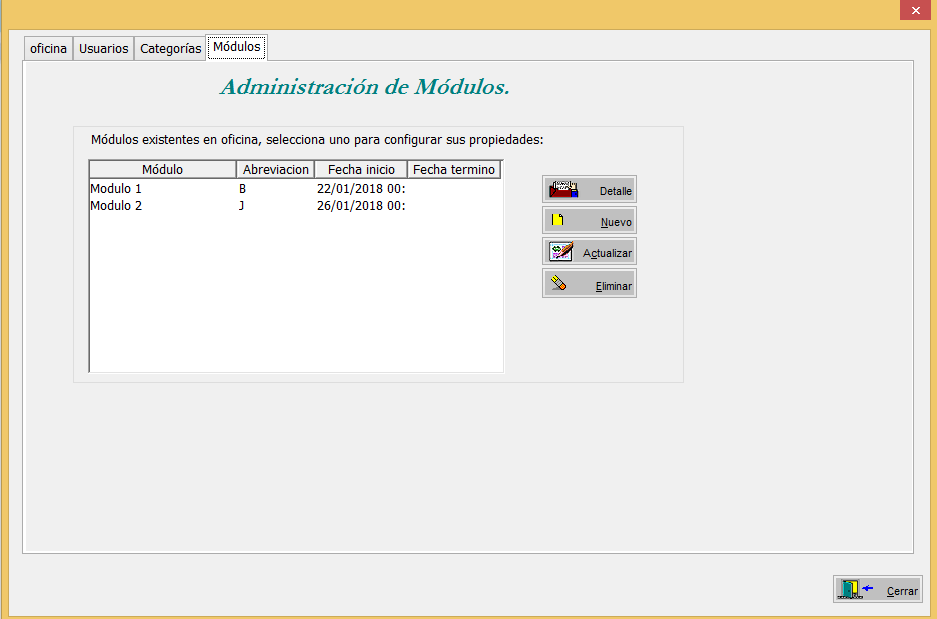 oficina Usuarios Categorías Módulos
Administración de Módulos.
Módulos existentes en oficina, selecciona uno para configurar sus propiedades:
Módulo Abreviacion Fecha inicio Fecha termino
Modulo 1 B 22/01/2018 00:
Modulo 2 J 26/01/2018 00:
Detalle
Nuevo
Actualizar
Eliminar
Cerrar